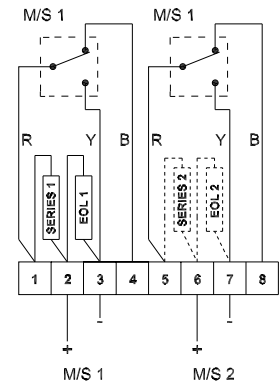 M/S 1 M/S 1
R Y B R Y B
SERIES 1 EOL 1 SERIES 2 EOL 2
1 2 3 4 5 6 7 8
+ - + -
M/S 1 M/S 2